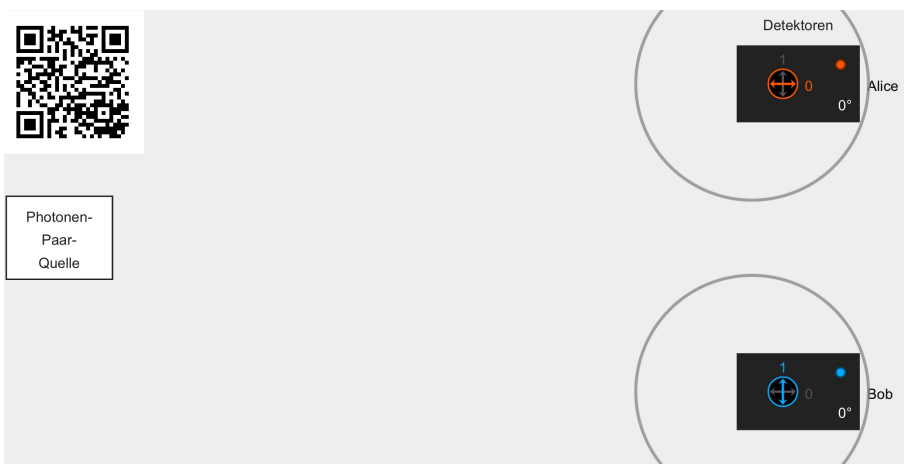 Detektoren
1
0
Alice
0°
Photonen-
Paar-
Quelle
1
0
Bob
0°